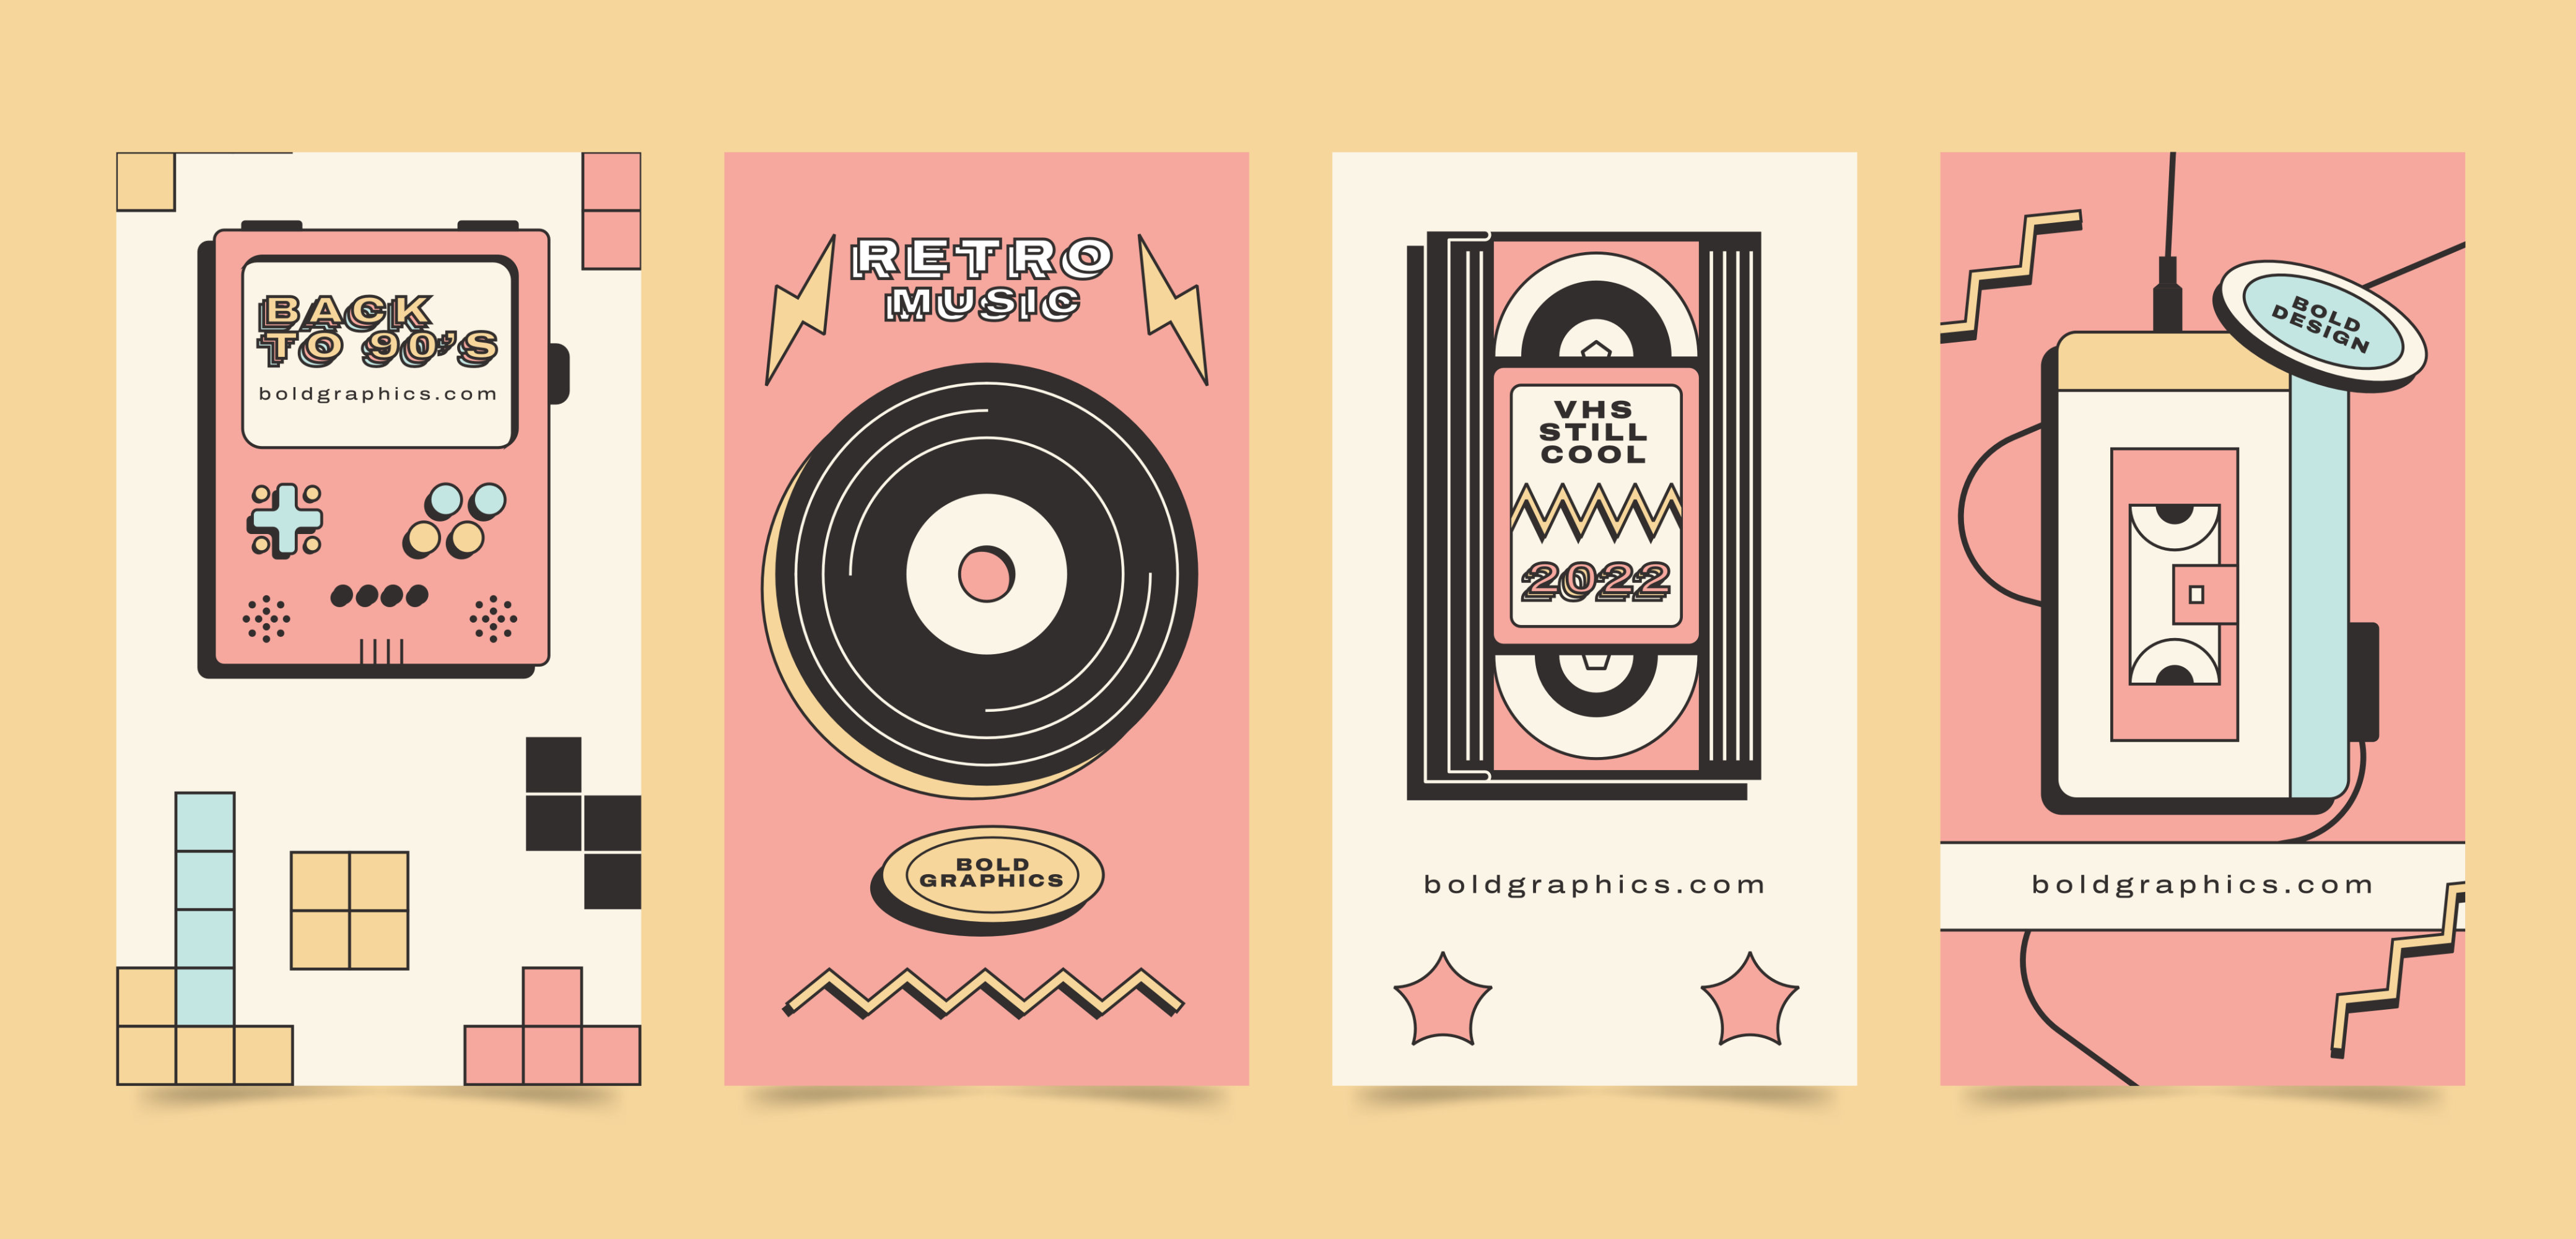 BACK
TO 90'S
boldgraphics.com
RETRO
MUSIC
BOLD
GRAPHICS
VHS
STILL
COOL
2022
boldgraphics.com
BOLD
DESIGN
boldgraphics.com